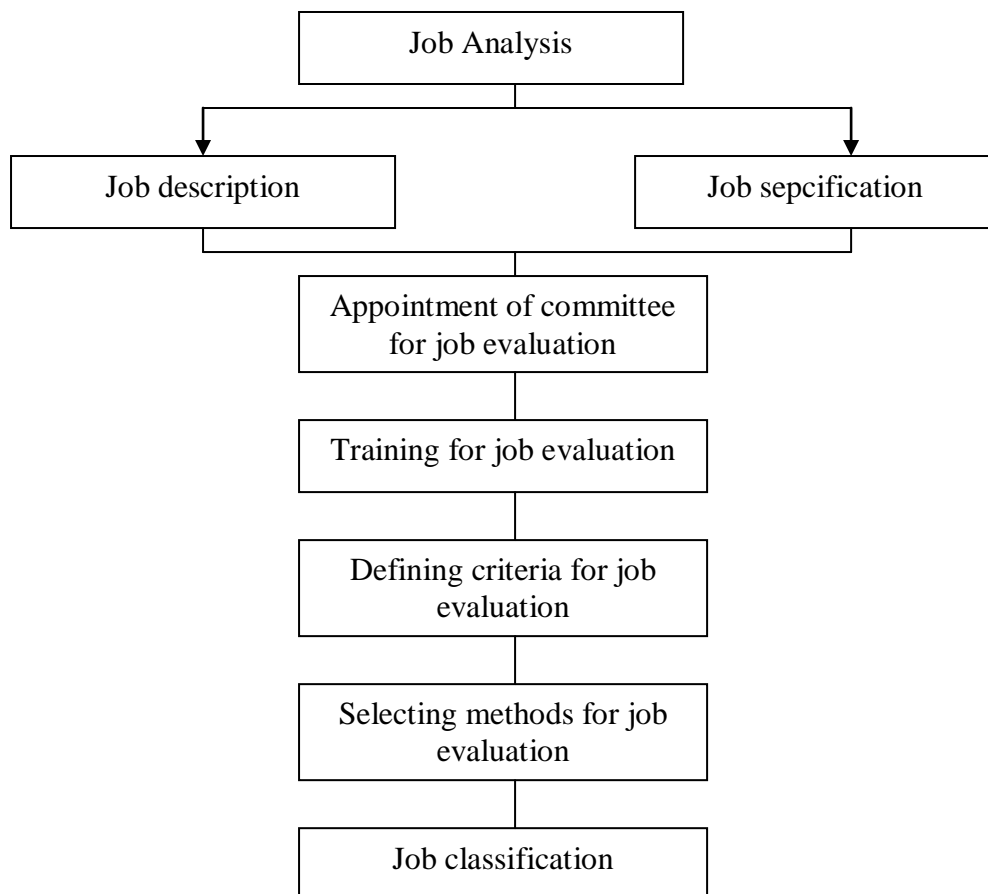 Job Analysis
Job description
Job sepcification
Appointment of committee
for job evaluation
Training for job evaluation
Defining criteria for job
evaluation
Selecting methods for job
evaluation
Job classification